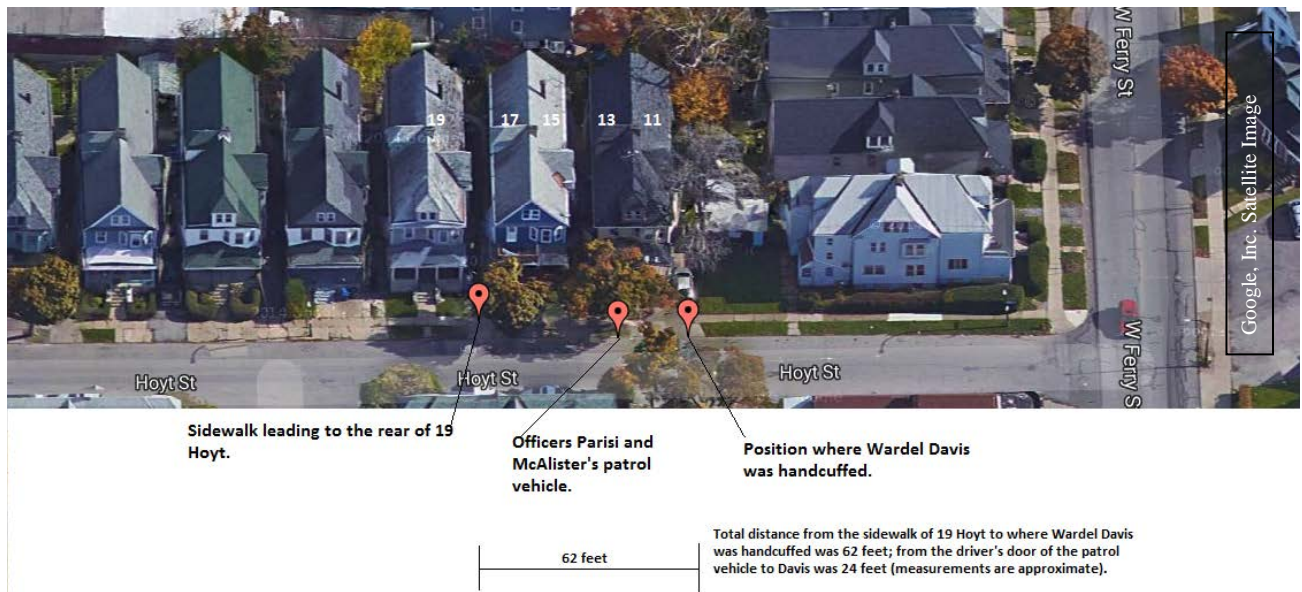 W Ferry St
Google, Inc. Satellite Image
19 17 15 13 11
W Ferry S
Hoyt St
Hoyt St
Hoyt St
Sidewalk leading to the rear of 19
Hoyt.
Officers Parisi and
McAlister's patrol
vehicle.
Position where Wardel Davis
was handcuffed.
62 feet
Total distance from the sidewalk of 19 Hoyt to where Wardel Davis
was handcuffed was 62 feet; from the driver's door of the patrol
vehicle to Davis was 24 feet (measurements are approximate).